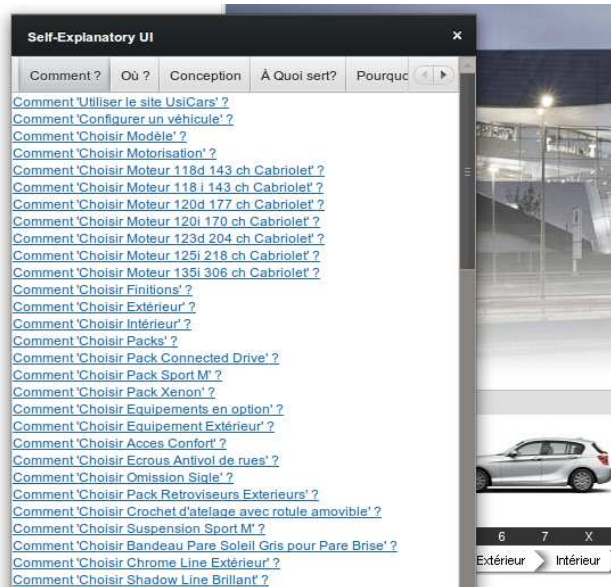 Self-Explanatory UI ×
Comment ? Où ? Conception À Quoi sert? Pourquc
Comment 'Utiliser le site UsiCars' ?
Comment 'Configurer un véhicule' ?
Comment 'Choisir Modèle' ?
Comment 'Choisir Motorisation' ?
Comment 'Choisir Moteur 118d 143 ch Cabriolet' ?
Comment 'Choisir Moteur 118 i 143 ch Cabriolet' ?
Comment 'Choisir Moteur 120d 177 ch Cabriolet' ?
Comment 'Choisir Moteur 120i 170 ch Cabriolet' ?
Comment 'Choisir Moteur 123d 204 ch Cabriolet' ?
Comment 'Choisir Moteur 125i 218 ch Cabriolet' ?
Comment 'Choisir Moteur 135i 306 ch Cabriolet' ?
Comment 'Choisir Finitions' ?
Comment 'Choisir Extérieur' ?
Comment 'Choisir Intérieur' ?
Comment 'Choisir Packs' ?
Comment 'Choisir Pack Connected Drive' ?
Comment 'Choisir Pack Sport M' ?
Comment 'Choisir Pack Xenon' ?
Comment 'Choisir Equipements en option' ?
Comment 'Choisir Equipement Extérieur' ?
Comment 'Choisir Acces Confort' ?
Comment 'Choisir Ecrous Antivol de rues' ?
Comment 'Choisir Omission Sigle' ?
Comment 'Choisir Pack Retroviseurs Exterieurs' ?
Comment 'Choisir Crochet d'atelage avec rotule amovible' ?
Comment 'Choisir Suspension Sport M' ?
Comment 'Choisir Bandeau Pare Soleil Gris pour Pare Brise' ?
Comment 'Choisir Chrome Line Extérieur' ?
Comment 'Choisir Shadow Line Brillant' ?
6 7 X
Extérieur Intérieur